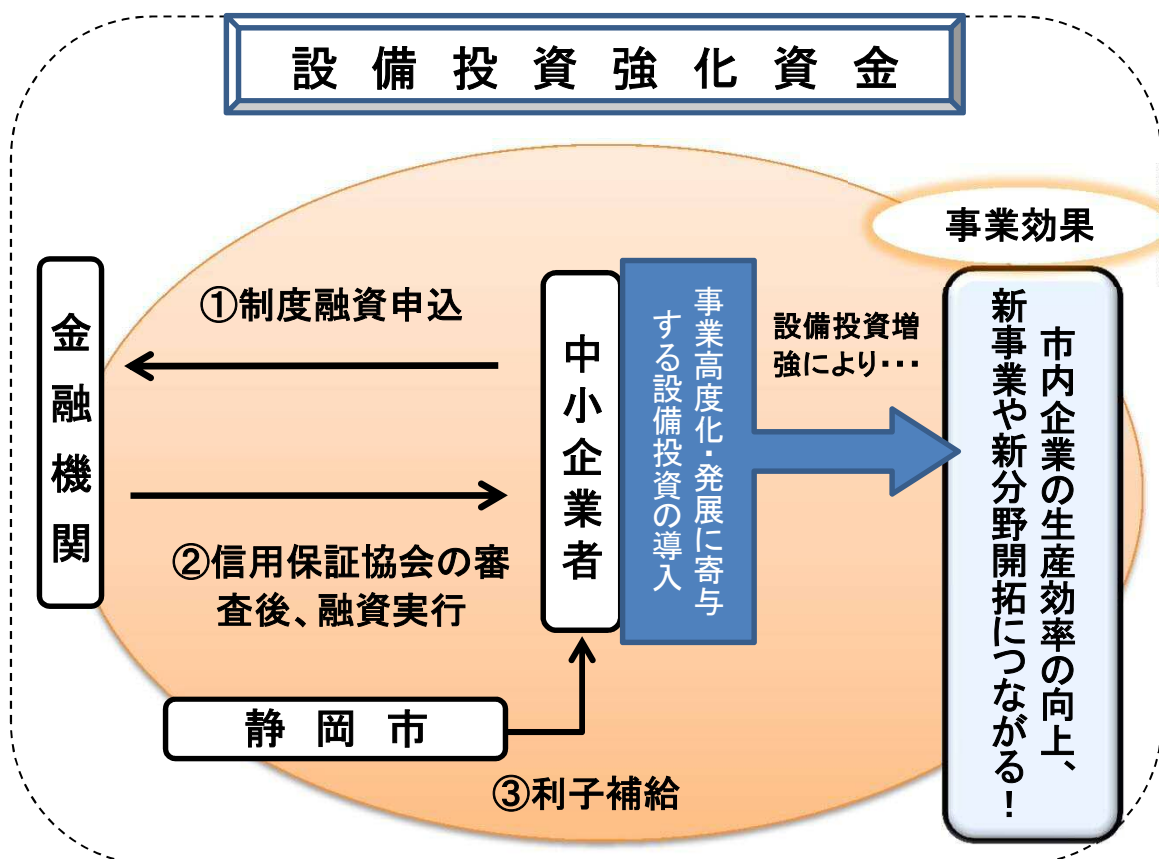 設備投資強化資金
事業効果
金融機関
①制度融資申込
中小企業者
事業高度化・発展に寄与
する設備投資の導入
設備投資増
強により・・・
市内企業の生産効率の向上、
新事業や新分野開拓につながる！
②信用保証協会の審
査後、融資実行
静岡市
③利子補給